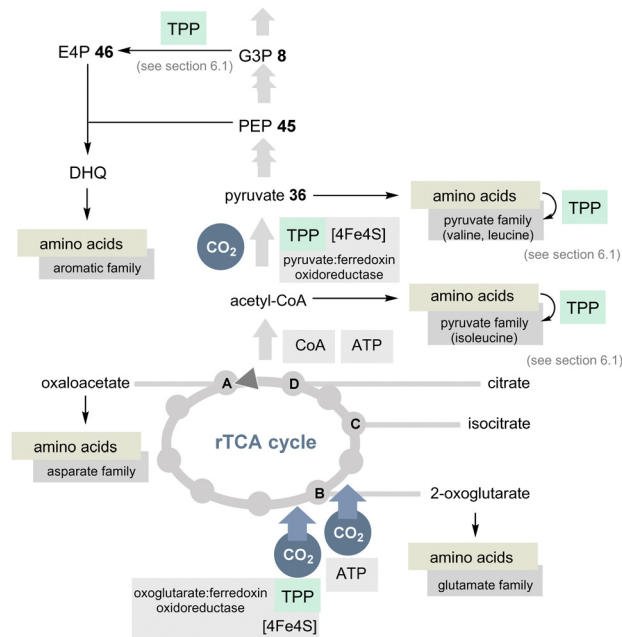 TPP
E4P 46
G3P 8
(see section 6.1)
PEP 45
DHQ
pyruvate 36
amino acids
pyruvate family
(valine, leucine)
TPP
(see section 6.1)
amino acids
aromatic family
CO2
TPP [4Fe4S]
pyruvate:ferredoxin
oxidoreductase
acetyl-CoA
amino acids
pyruvate family
(isoleucine)
TPP
(see section 6.1)
CoA
ATP
oxaloacetate
A
D
citrate
amino acids
asparate family
rTCA cycle
C
isocitrate
B
2-oxoglutarate
CO2
CO2
amino acids
glutamate family
ATP
oxoglutarate:ferredoxin
oxidoreductase
TPP
[4Fe4S]